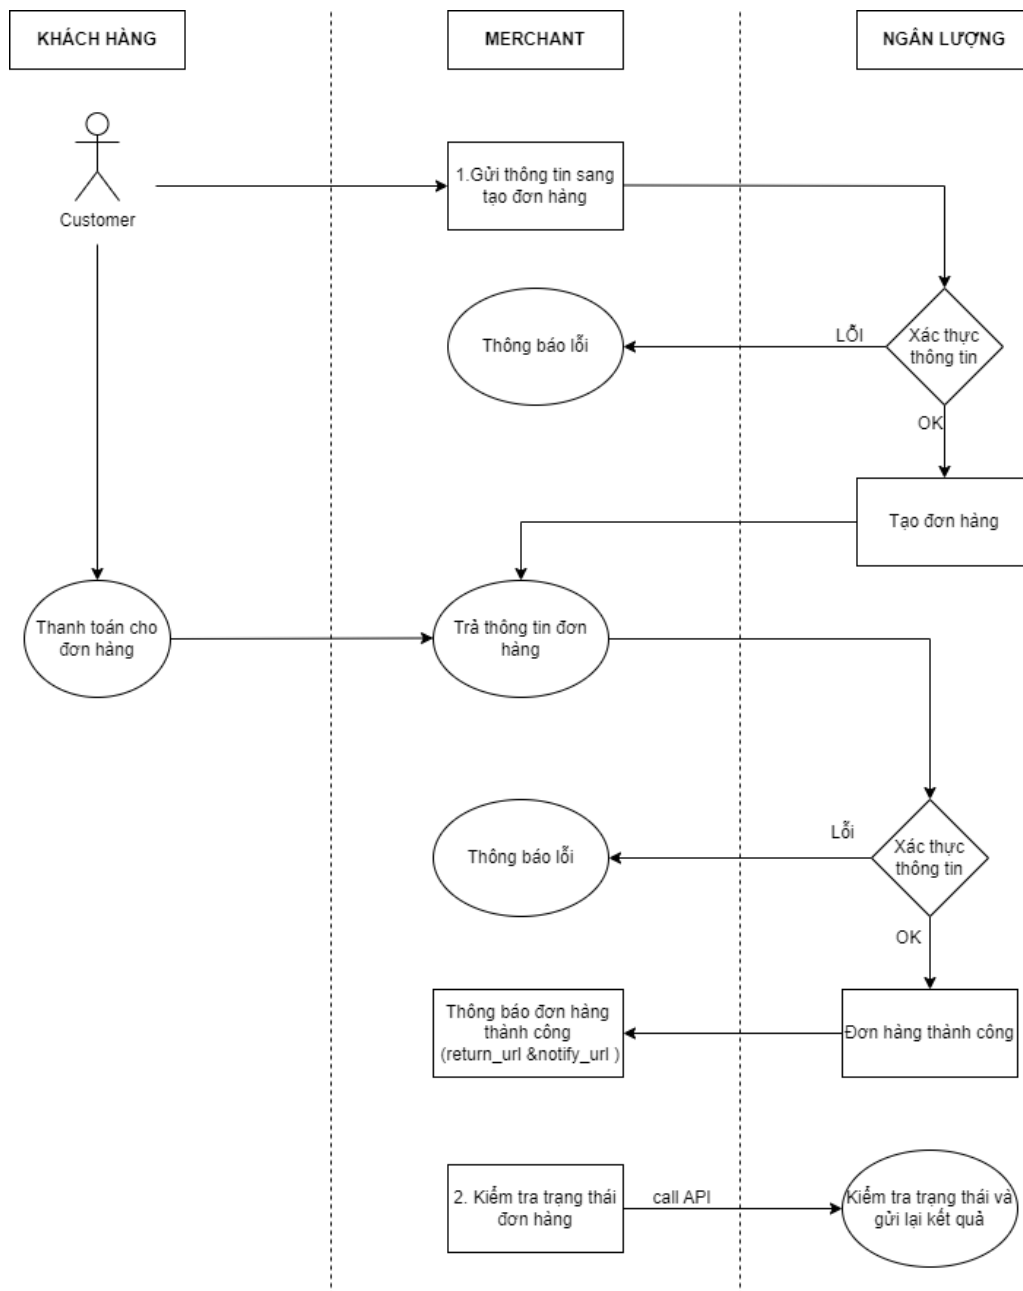 KHÁCH HÀNG
MERCHANT
NGÂN LƯỢNG
Customer
1.Gửi thông tin sang
tạo đơn hàng
Thông báo lỗi
LỖI
Xác thực
thông tin
OK
Tạo đơn hàng
Thanh toán cho
đơn hàng
Trả thông tin đơn
hàng
Thông báo lỗi
Lỗi
Xác thực
thông tin
OK
Thông báo đơn hàng
thành công
(return_url &notify_url )
Đơn hàng thành công
2. Kiểm tra trạng thái
đơn hàng
call API
Kiểm tra trạng thái và
gửi lại kết quả